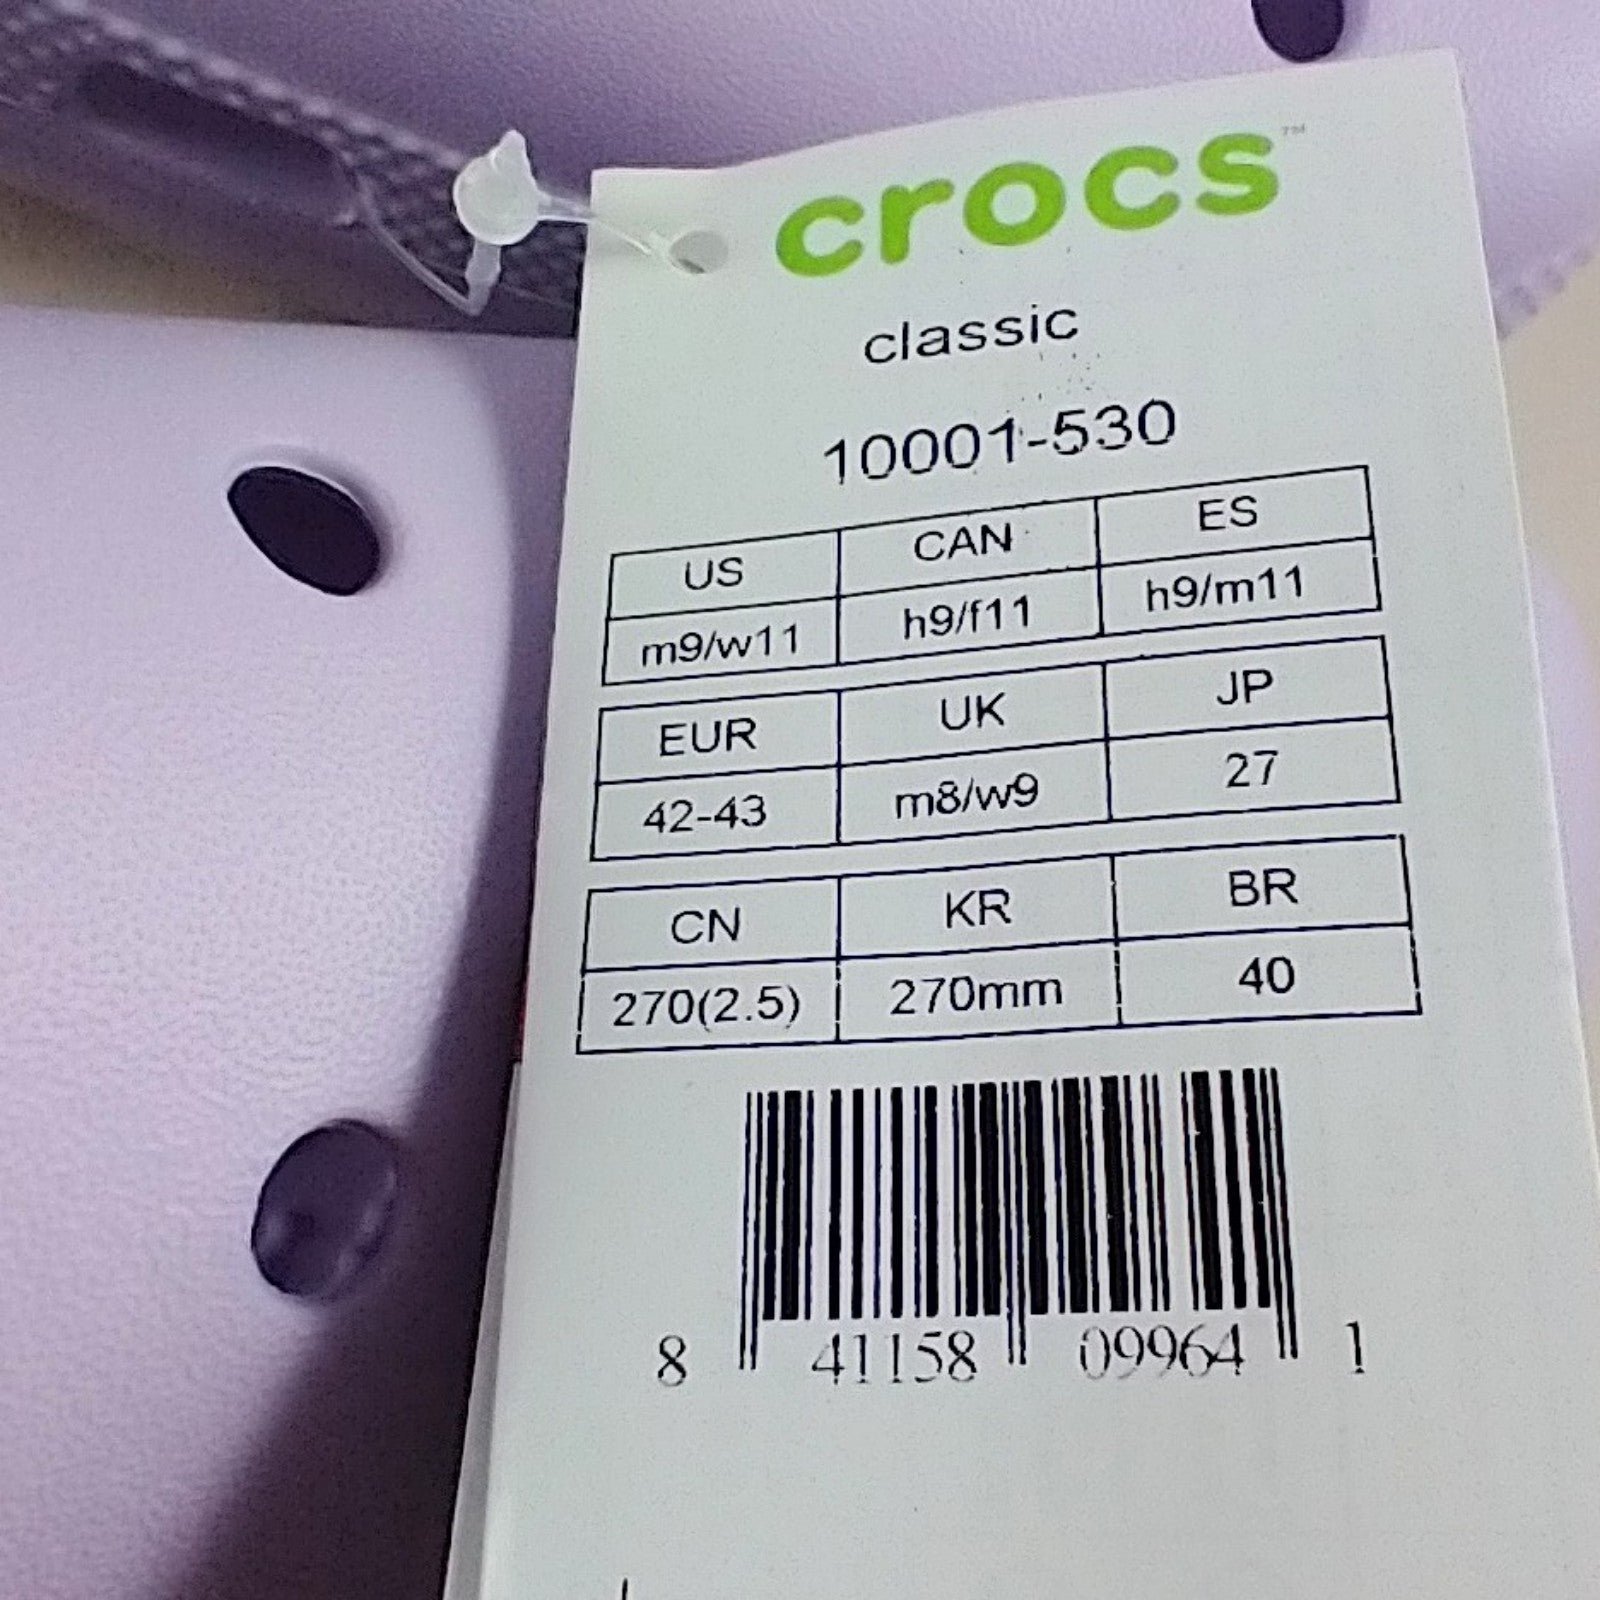 crocs™
classic
10001-530
US CAN ES
m9/w11 h9/f11 h9/m11
EUR UK JP
42-43 m8/w9 27
CN KR BR
270(2.5) 270mm 40
8 41158 09964 1